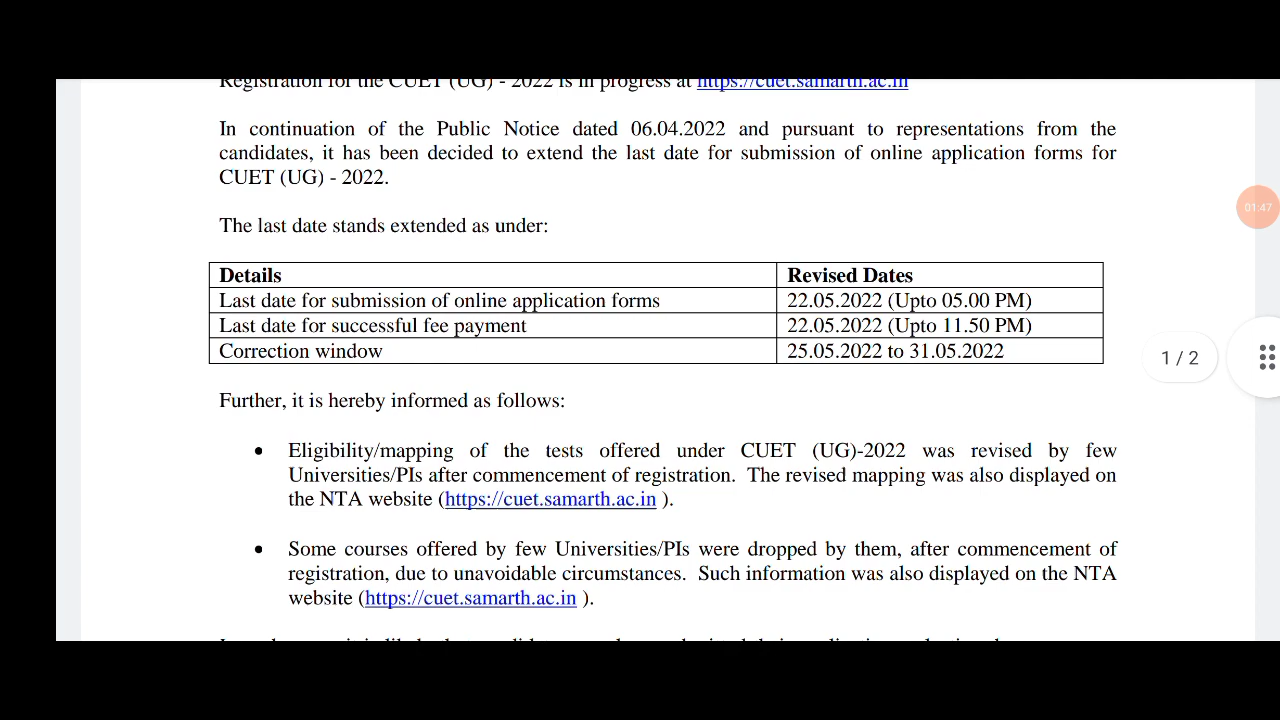 Registration for the CUET (UG) - 2022 is in progress at https://cuet.samarth.ac.in
In continuation of the Public Notice dated 06.04.2022 and pursuant to representations from the
candidates, it has been decided to extend the last date for submission of online application forms for
CUET (UG) - 2022.
01:47
The last date stands extended as under:
Details Revised Dates
Last date for submission of online application forms 22.05.2022 (Upto 05.00 PM)
Last date for successful fee payment 22.05.2022 (Upto 11.50 PM)
Correction window 25.05.2022 to 31.05.2022
1 / 2
Further, it is hereby informed as follows:
• Eligibility/mapping of the tests offered under CUET (UG)-2022 was revised by few
Universities/PIs after commencement of registration. The revised mapping was also displayed on
the NTA website (https://cuet.samarth.ac.in ).
• Some courses offered by few Universities/PIs were dropped by them, after commencement of
registration, due to unavoidable circumstances. Such information was also displayed on the NTA
website (https://cuet.samarth.ac.in ).